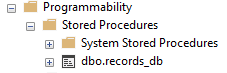 Programmability
Stored Procedures
System Stored Procedures
dbo.records_db